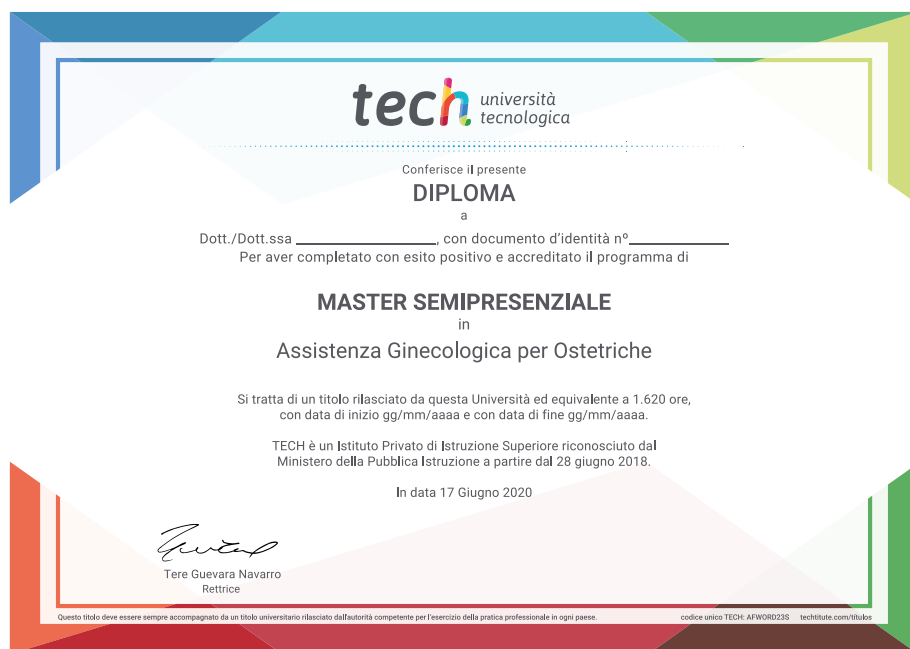 tech università
tecnologica
Conferisce il presente
DIPLOMA
a
Dott./Dott.ssa ________________, con documento d'identità nº____________
Per aver completato con esito positivo e accreditato il programma di
MASTER SEMIPRESENZIALE
in
Assistenza Ginecologica per Ostetriche
Si tratta di un titolo rilasciato da questa Università ed equivalente a 1.620 ore,
con data di inizio gg/mm/aaaa e con data di fine gg/mm/aaaa.
TECH è un Istituto Privato di Istruzione Superiore riconosciuto dal
Ministero della Pubblica Istruzione a partire dal 28 giugno 2018.
In data 17 Giugno 2020
Tere Guevara Navarro
Rettrice
Questo titolo deve essere sempre accompagnato da un titolo universitario rilasciato dall'autorità competente per l'esercizio della pratica professionale in ogni paese. codice unico TECH: AFWORD23S techtitute.com/títulos